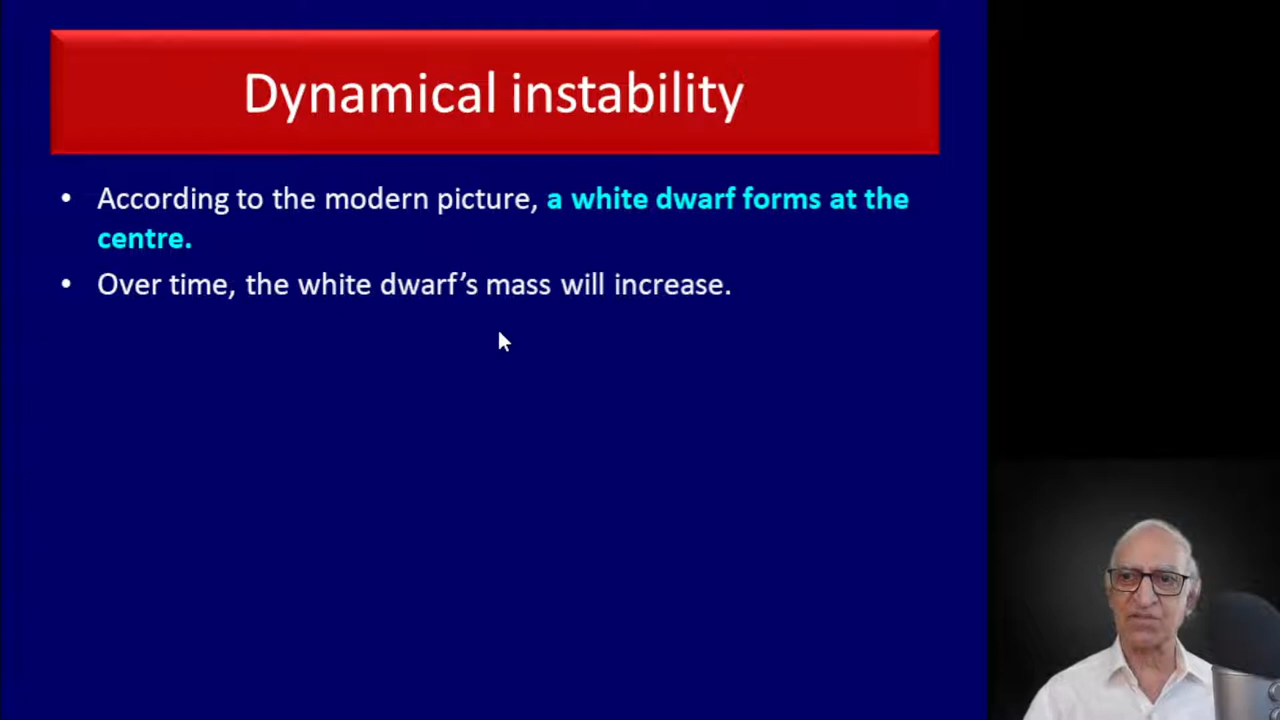 Dynamical instability
• According to the modern picture, a white dwarf forms at the
centre.
• Over time, the white dwarf’s mass will increase.